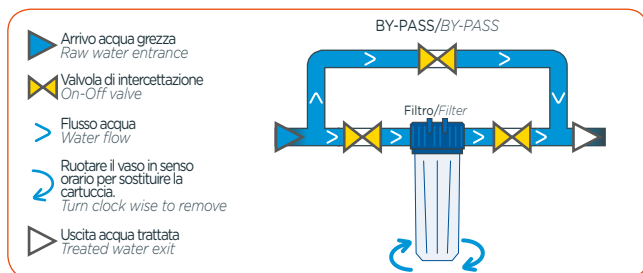 Arrivo acqua grezza
Raw water entrance
Valvola di intercettazione
On-Off valve
Flusso acqua
Water flow
Ruotare il vaso in senso
orario per sostituire la
cartuccia.
Turn clock wise to remove
Uscita acqua trattata
Treated water exit
BY-PASS/BY-PASS
Filtro/Filter